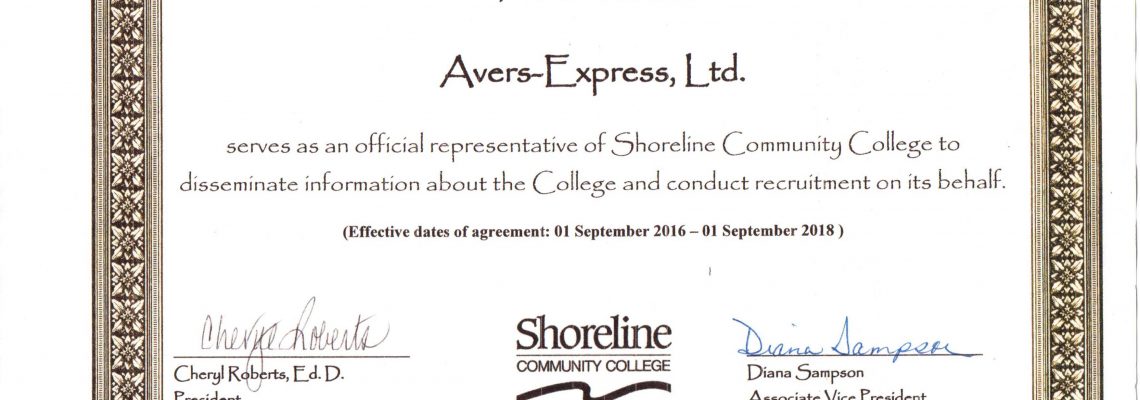 Avers-Express, Ltd.
serves as an official representative of Shoreline Community College to
disseminate information about the College and conduct recruitment on its behalf.
(Effective dates of agreement: 01 September 2016 – 01 September 2018 )
Cheryl Roberts
Shoreline
Diana Sampson
COMMUNITY COLLEGE
Cheryl Roberts, Ed. D.
Diana Sampson
President
Associate Vice President